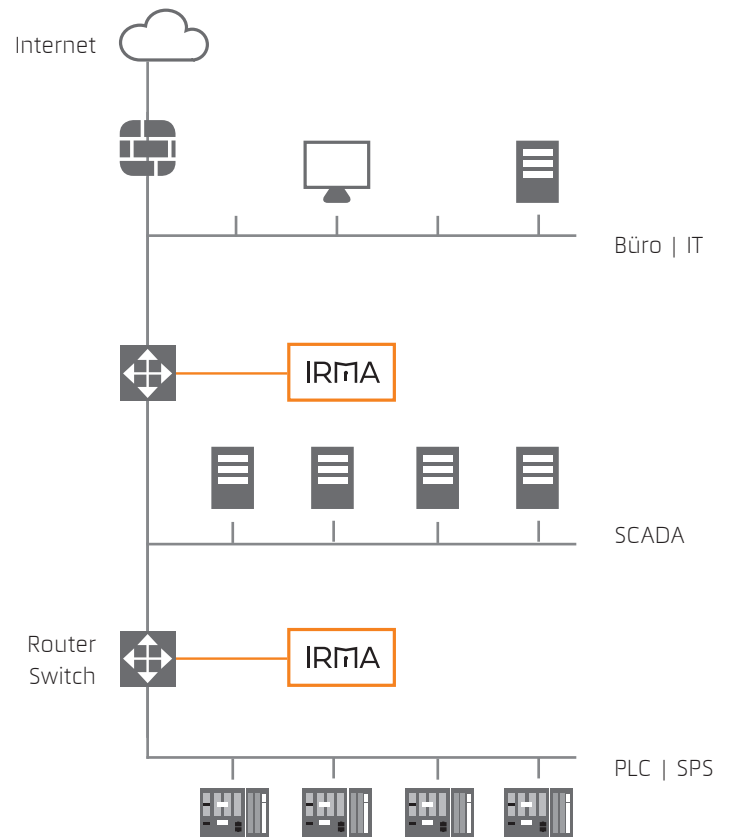 Internet
Büro | IT
IRMA
SCADA
Router
Switch
IRMA
PLC | SPS